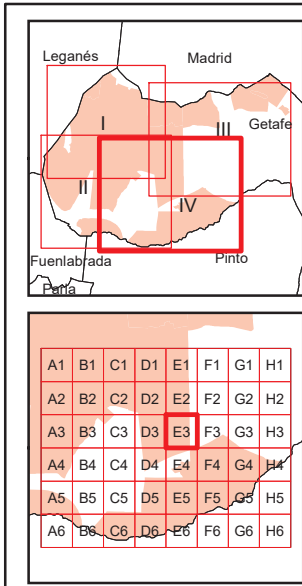 Leganés
Madrid
I
III
Getafe
II
IV
Fuenlabrada
Pinto
Parla
A1 B1 C1 D1 E1 F1 G1 H1
A2 B2 C2 D2 E2 F2 G2 H2
A3 B3 C3 D3 E3 F3 G3 H3
A4 B4 C4 D4 E4 F4 G4 H4
A5 B5 C5 D5 E5 F5 G5 H5
A6 B6 C6 D6 E6 F6 G6 H6